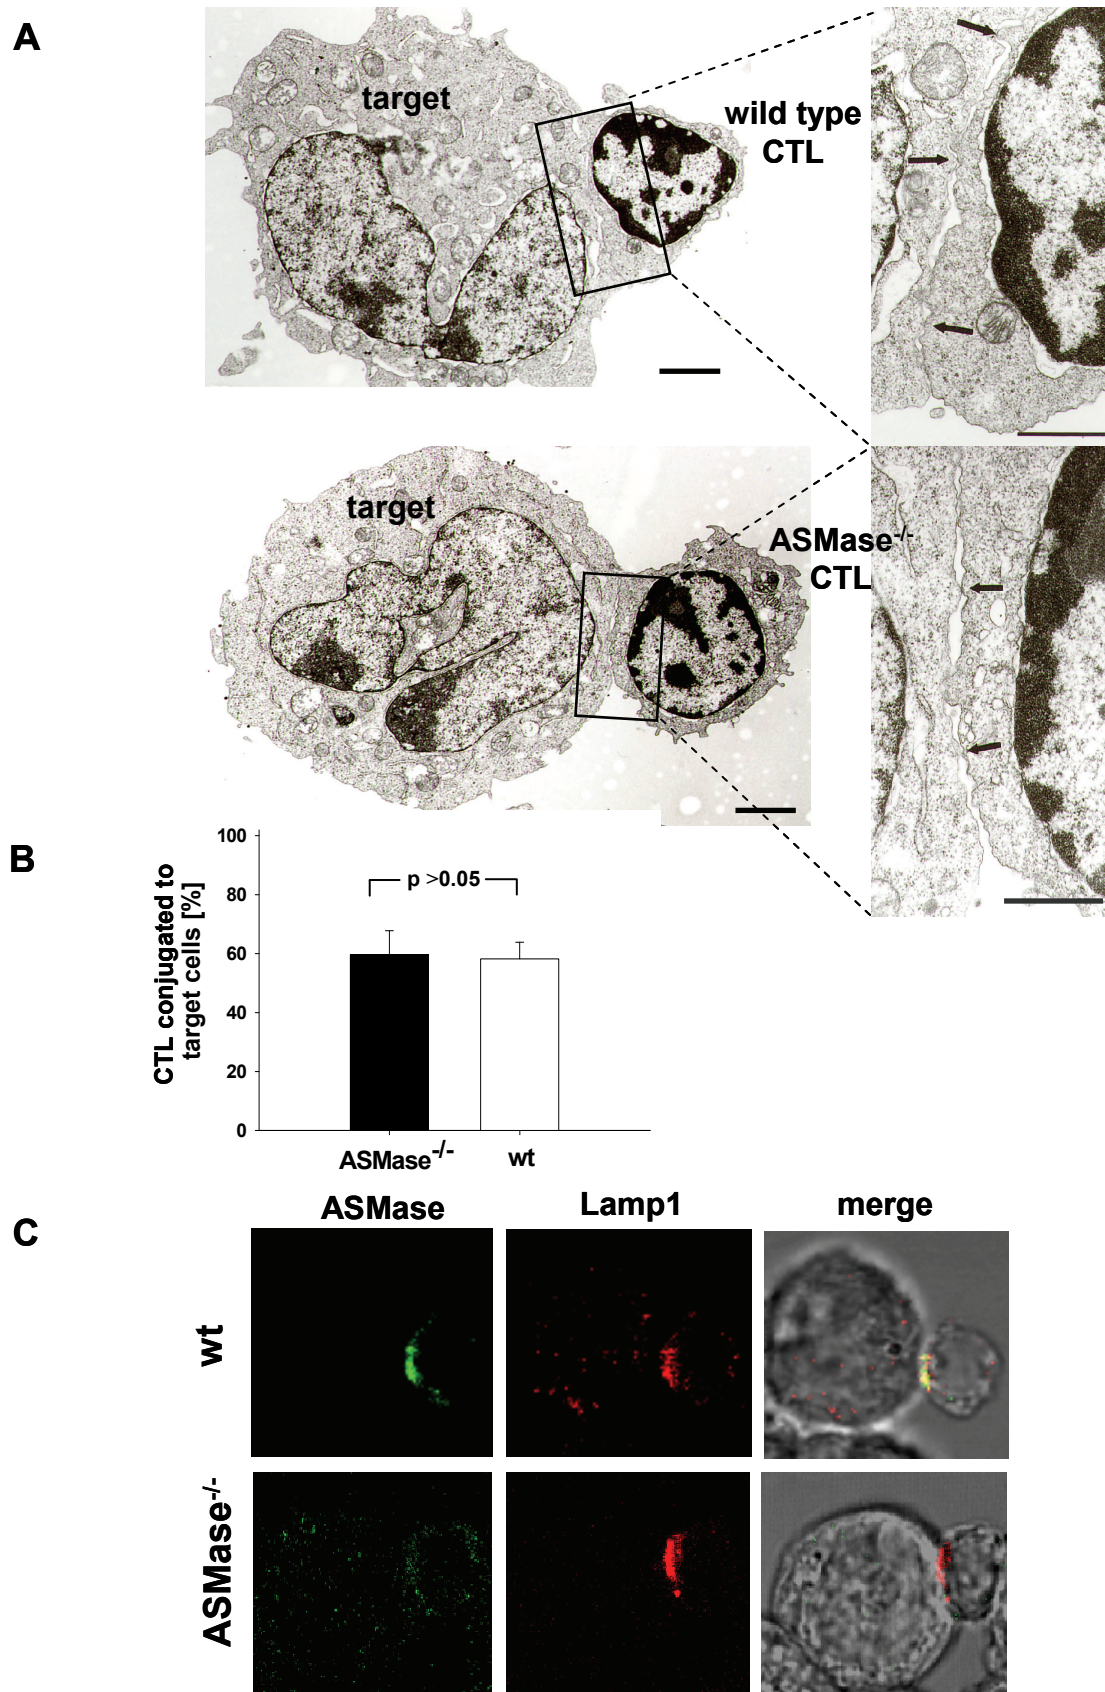 A
target
wild type
CTL
target
ASMase-/-
CTL
B
CTL conjugated to
target cells [%]
100
80
60
40
20
0
p >0.05
ASMase-/-
wt
C
ASMase
Lamp1
merge
wt
ASMase-/-